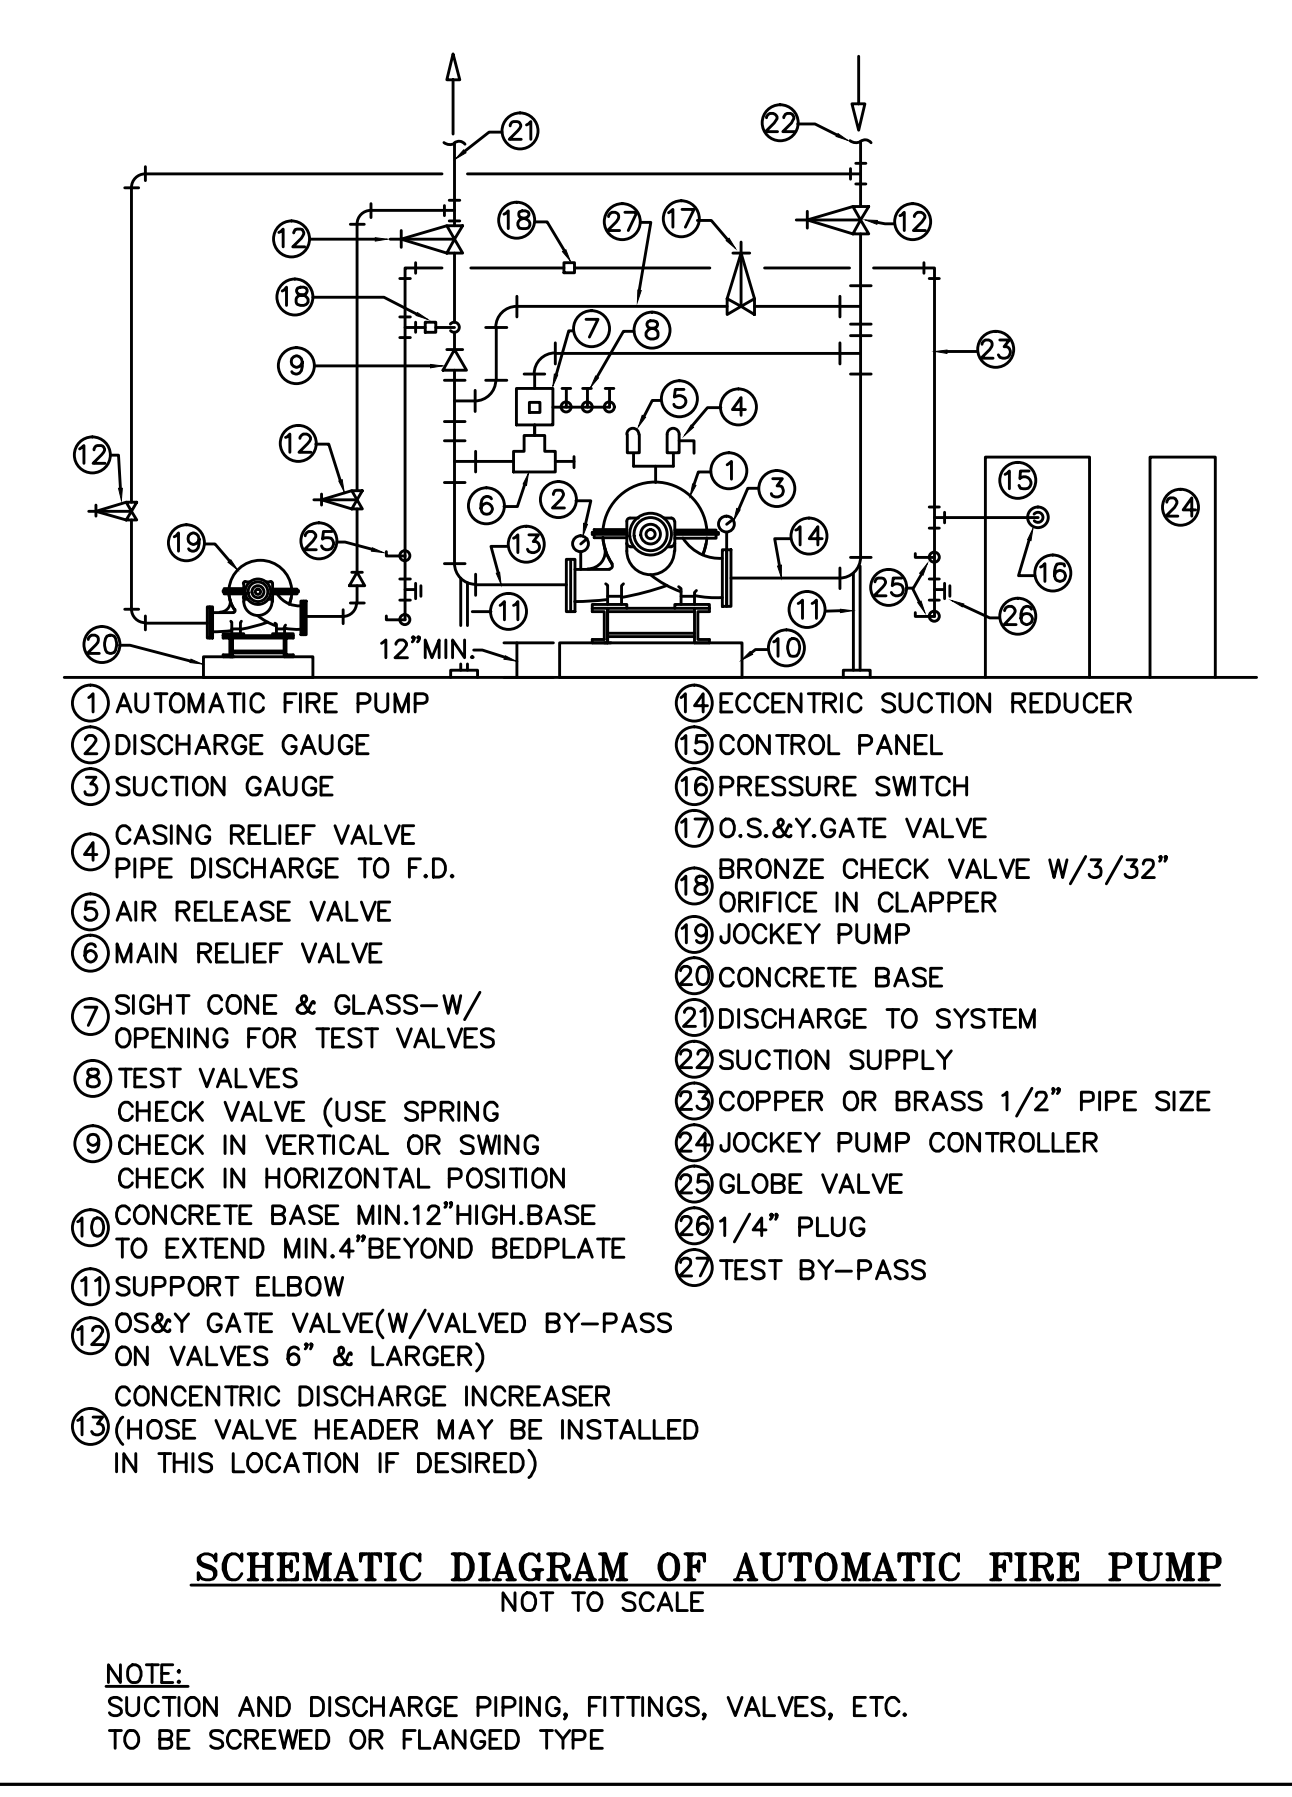 21
22
12
18
27
17
12
18
7
8
23
9
5
4
12
12
1
15
3
24
6
2
19
25
13
14
16
25
26
11
11
20
12”MIN.
10
1 AUTOMATIC FIRE PUMP
2 DISCHARGE GAUGE
3 SUCTION GAUGE
4 CASING RELIEF VALVE
PIPE DISCHARGE TO F.D.
5 AIR RELEASE VALVE
6 MAIN RELIEF VALVE
7 SIGHT CONE & GLASS-W/
OPENING FOR TEST VALVES
8 TEST VALVES
CHECK VALVE (USE SPRING
9 CHECK IN VERTICAL OR SWING
CHECK IN HORIZONTAL POSITION
10 CONCRETE BASE MIN.12”HIGH.BASE
TO EXTEND MIN.4”BEYOND BEDPLATE
11 SUPPORT ELBOW
12 OS&Y GATE VALVE(W/VALVED BY-PASS
ON VALVES 6” & LARGER)
CONCENTRIC DISCHARGE INCREASER
13 (HOSE VALVE HEADER MAY BE INSTALLED
IN THIS LOCATION IF DESIRED)
14 ECCENTRIC SUCTION REDUCER
15 CONTROL PANEL
16 PRESSURE SWITCH
17 O.S.&Y.GATE VALVE
18 BRONZE CHECK VALVE W/3/32”
ORIFICE IN CLAPPER
19 JOCKEY PUMP
20 CONCRETE BASE
21 DISCHARGE TO SYSTEM
22 SUCTION SUPPLY
23 COPPER OR BRASS 1/2” PIPE SIZE
24 JOCKEY PUMP CONTROLLER
25 GLOBE VALVE
26 1/4” PLUG
27 TEST BY-PASS
SCHEMATIC DIAGRAM OF AUTOMATIC FIRE PUMP
NOT TO SCALE
NOTE:
SUCTION AND DISCHARGE PIPING, FITTINGS, VALVES, ETC.
TO BE SCREWED OR FLANGED TYPE